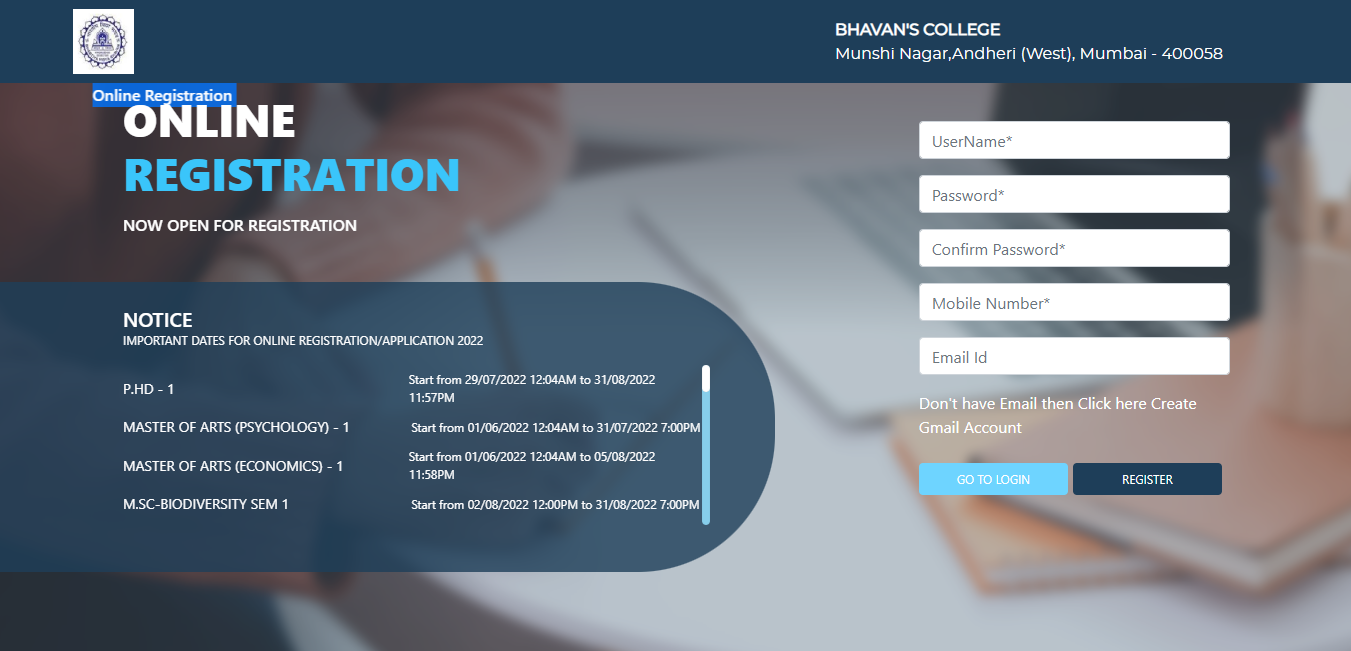 BHAVAN'S COLLEGE
Munshi Nagar,Andheri (West), Mumbai - 400058
Online Registration
ONLINE
REGISTRATION
NOW OPEN FOR REGISTRATION
NOTICE
IMPORTANT DATES FOR ONLINE REGISTRATION/APPLICATION 2022
P.HD - 1
Start from 29/07/2022 12:04AM to 31/08/2022
11:57PM
MASTER OF ARTS (PSYCHOLOGY) - 1
Start from 01/06/2022 12:04AM to 31/07/2022 7:00PM
MASTER OF ARTS (ECONOMICS) - 1
Start from 01/06/2022 12:04AM to 05/08/2022
11:58PM
M.SC-BIODIVERSITY SEM 1
Start from 02/08/2022 12:00PM to 31/08/2022 7:00PM
UserName*
Password*
Confirm Password*
Mobile Number*
Email Id
Don't have Email then Click here Create
Gmail Account
GO TO LOGIN
REGISTER